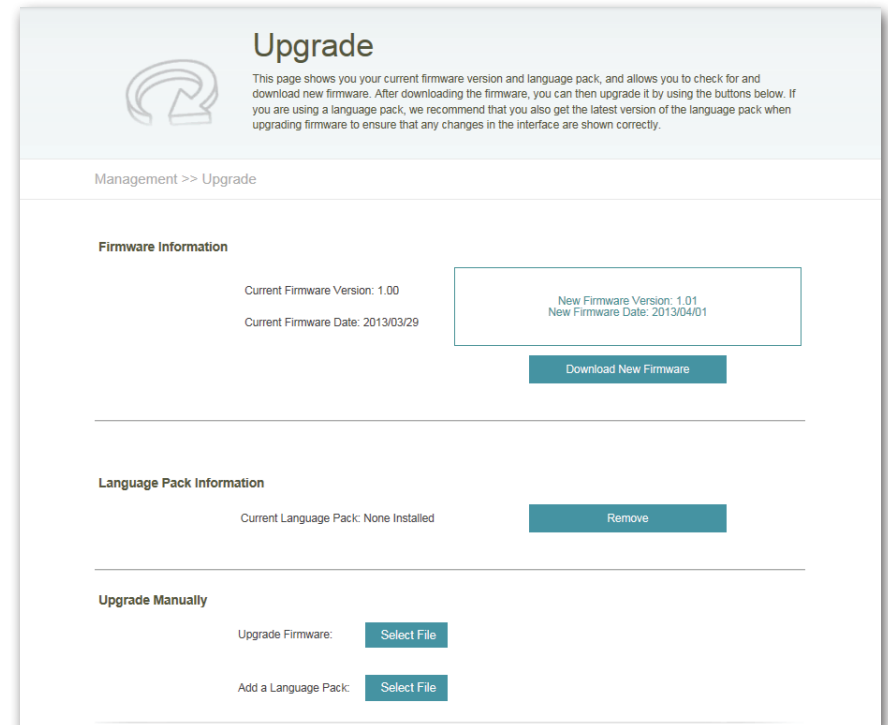 Upgrade
This page shows you your current firmware version and language pack, and allows you to check for and
download new firmware. After downloading the firmware, you can then upgrade it by using the buttons below. If
you are using a language pack, we recommend that you also get the latest version of the language pack when
upgrading firmware to ensure that any changes in the interface are shown correctly.
Management >> Upgrade
Firmware Information
Current Firmware Version: 1.00
Current Firmware Date: 2013/03/29
New Firmware Version: 1.01
New Firmware Date: 2013/04/01
Download New Firmware
Language Pack Information
Current Language Pack: None Installed
Remove
Upgrade Manually
Upgrade Firmware:
Select File
Add a Language Pack:
Select File